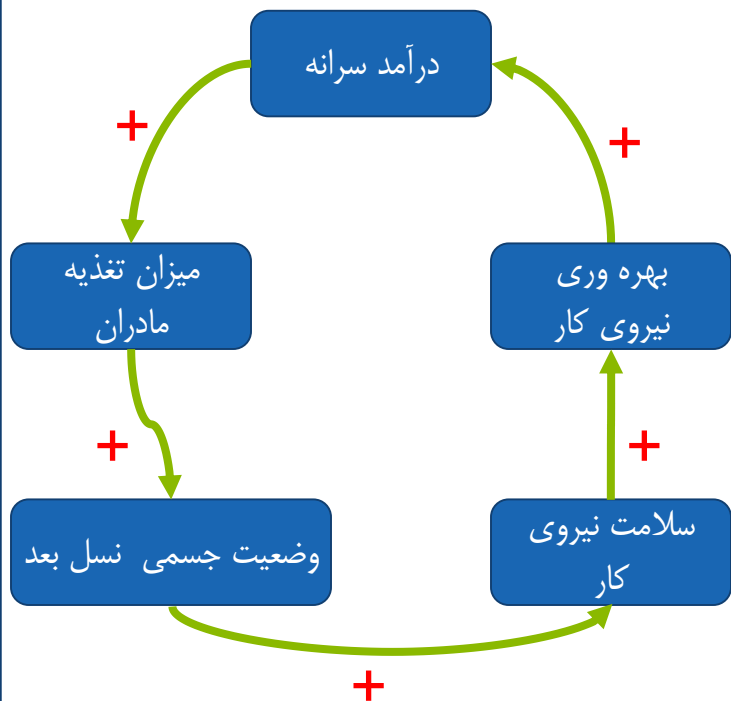 درآمد سرانه
+
+
میزان تغذیه
مادران
بهره وری
نیروی کار
+
+
وضعیت جسمی نسل بعد
سلامت نیروی
کار
+